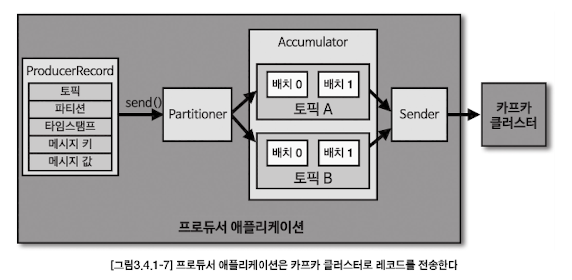 ProducerRecord
토픽
파티션
타임스탬프
메시지 키
메시지 값
send()
Partitioner
Accumulator
배치 0
배치 1
토픽 A
배치 0
배치 1
토픽 B
Sender
카프카
클러스터
프로듀서 애플리케이션
[그림3.4.1-7] 프로듀서 애플리케이션은 카프카 클러스터로 레코드를 전송한다